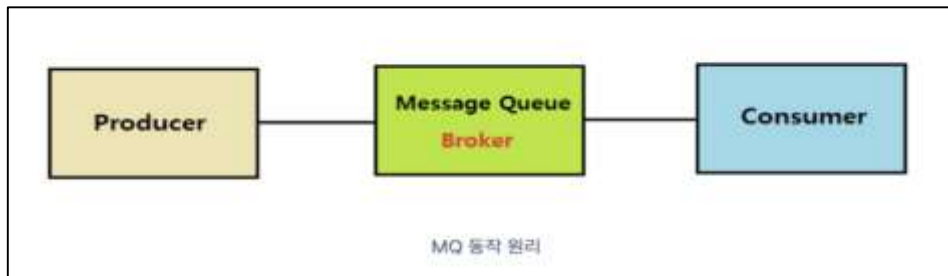 Producer
Message Queue
Broker
Consumer
MQ 동작 원리